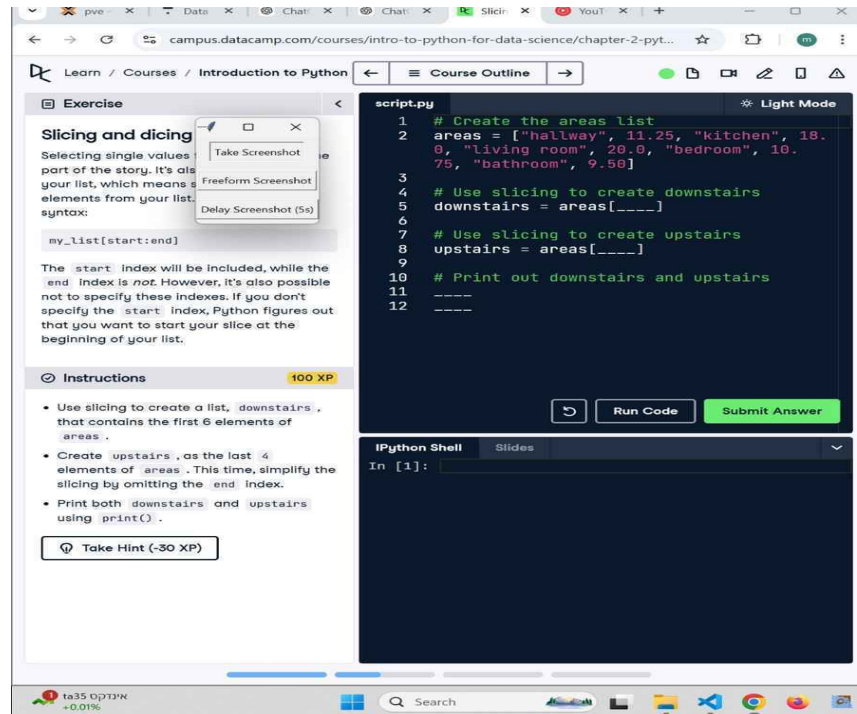 pve -
Data
Chat
Chat
Slicin
YouT
campus.datacamp.com/courses/intro-to-python-for-data-science/chapter-2-pyt...
m
Learn / Courses / Introduction to Python
Course Outline
Exercise
Slicing and dicing
Selecting single values
part of the story. It's als
your list, which means s
elements from your list.
syntax:
my_list[start:end]
The start index will be included, while the
end index is not. However, it's also possible
not to specify these indexes. If you don't
specify the start index, Python figures out
that you want to start your slice at the
beginning of your list.
Take Screenshot
Freeform Screenshot
Delay Screenshot (5s)
Instructions
100 XP
• Use slicing to create a list, downstairs ,
that contains the first 6 elements of
areas .
• Create upstairs , as the last 4
elements of areas . This time, simplify the
slicing by omitting the end index.
• Print both downstairs and upstairs
using print() .
Take Hint (-30 XP)
script.py
Light Mode
1 # Create the areas list
2 areas = ["hallway", 11.25, "kitchen", 18.
0, "living room", 20.0, "bedroom", 10.
75, "bathroom", 9.50]
3
4 # Use slicing to create downstairs
5 downstairs = areas[____]
6
7 # Use slicing to create upstairs
8 upstairs = areas[____]
9
10 # Print out downstairs and upstairs
11 ____
12 ____
Run Code
Submit Answer
IPython Shell
Slides
In [1]:
1
ta35 אינדקס
+0.01%
Search